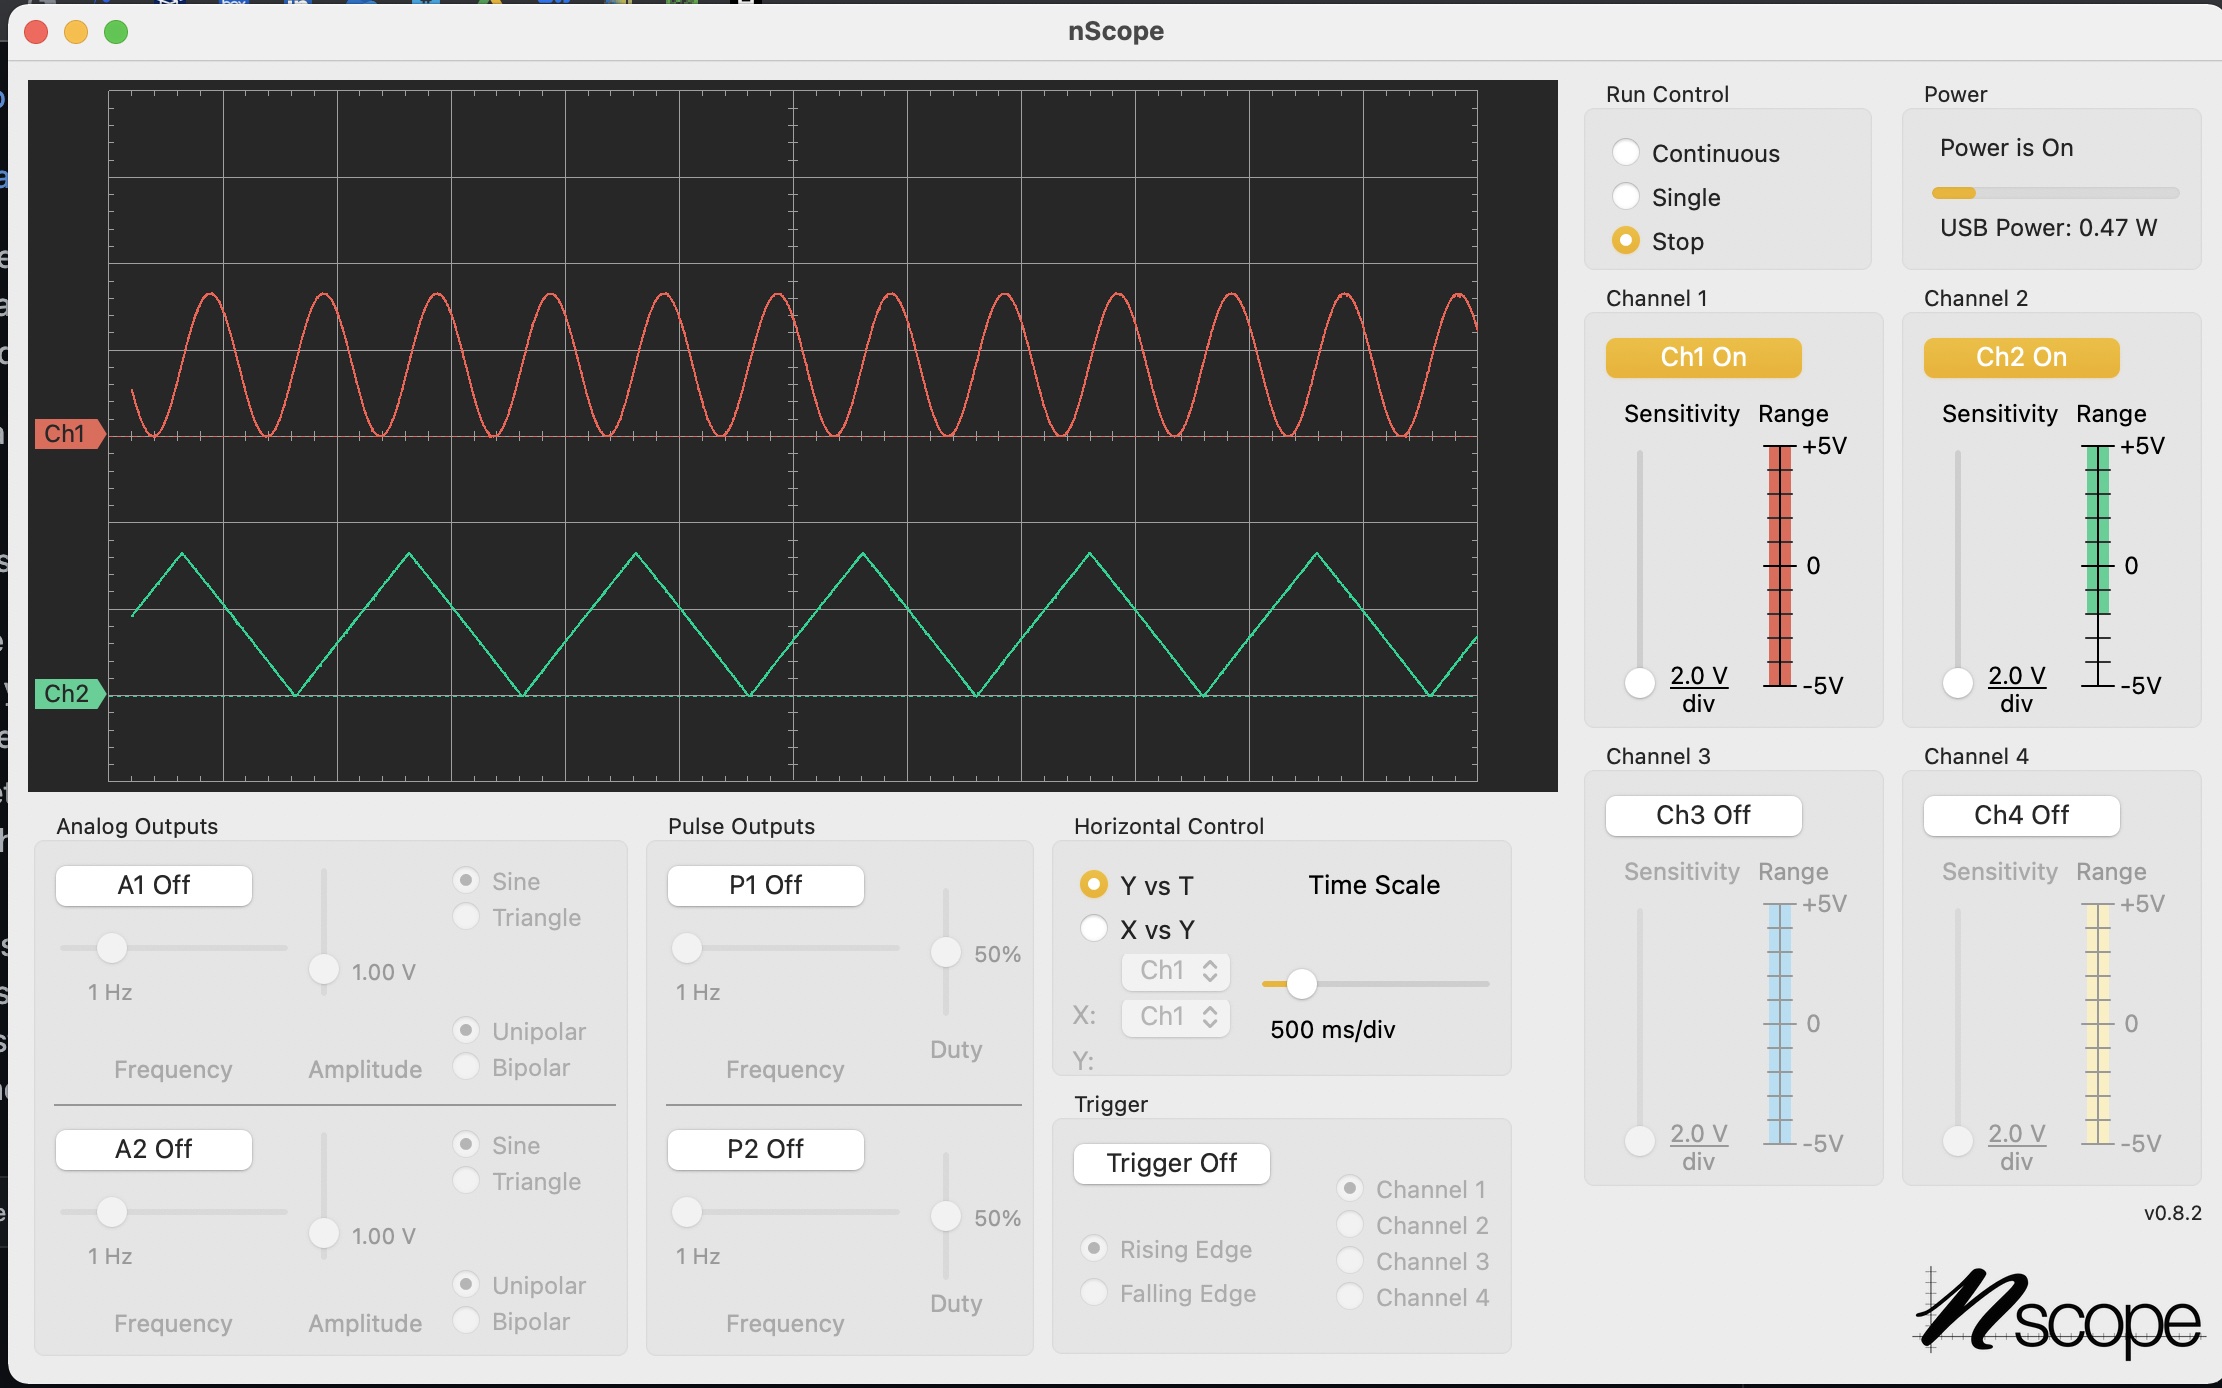 nScope
Ch1
Ch2
Run Control
Continuous
Single
Stop
Power
Power is On
USB Power: 0.47 W
Channel 1
Ch1 On
Sensitivity Range
+5V
0
-5V
2.0 V
div
Channel 2
Ch2 On
Sensitivity Range
+5V
0
-5V
2.0 V
div
Channel 3
Ch3 Off
Sensitivity Range
+5V
0
-5V
2.0 V
div
Channel 4
Ch4 Off
Sensitivity Range
+5V
0
-5V
2.0 V
div
Analog Outputs
A1 Off
Sine
Triangle
1.00 V
1 Hz
Unipolar
Bipolar
Frequency
Amplitude
A2 Off
Sine
Triangle
1.00 V
1 Hz
Unipolar
Bipolar
Frequency
Amplitude
Pulse Outputs
P1 Off
50%
1 Hz
Duty
Frequency
P2 Off
50%
1 Hz
Duty
Frequency
Horizontal Control
Y vs T
X vs Y
Time Scale
Ch1
X: Ch1
Y:
500 ms/div
Trigger
Trigger Off
Rising Edge
Falling Edge
Channel 1
Channel 2
Channel 3
Channel 4
v0.8.2
nscope